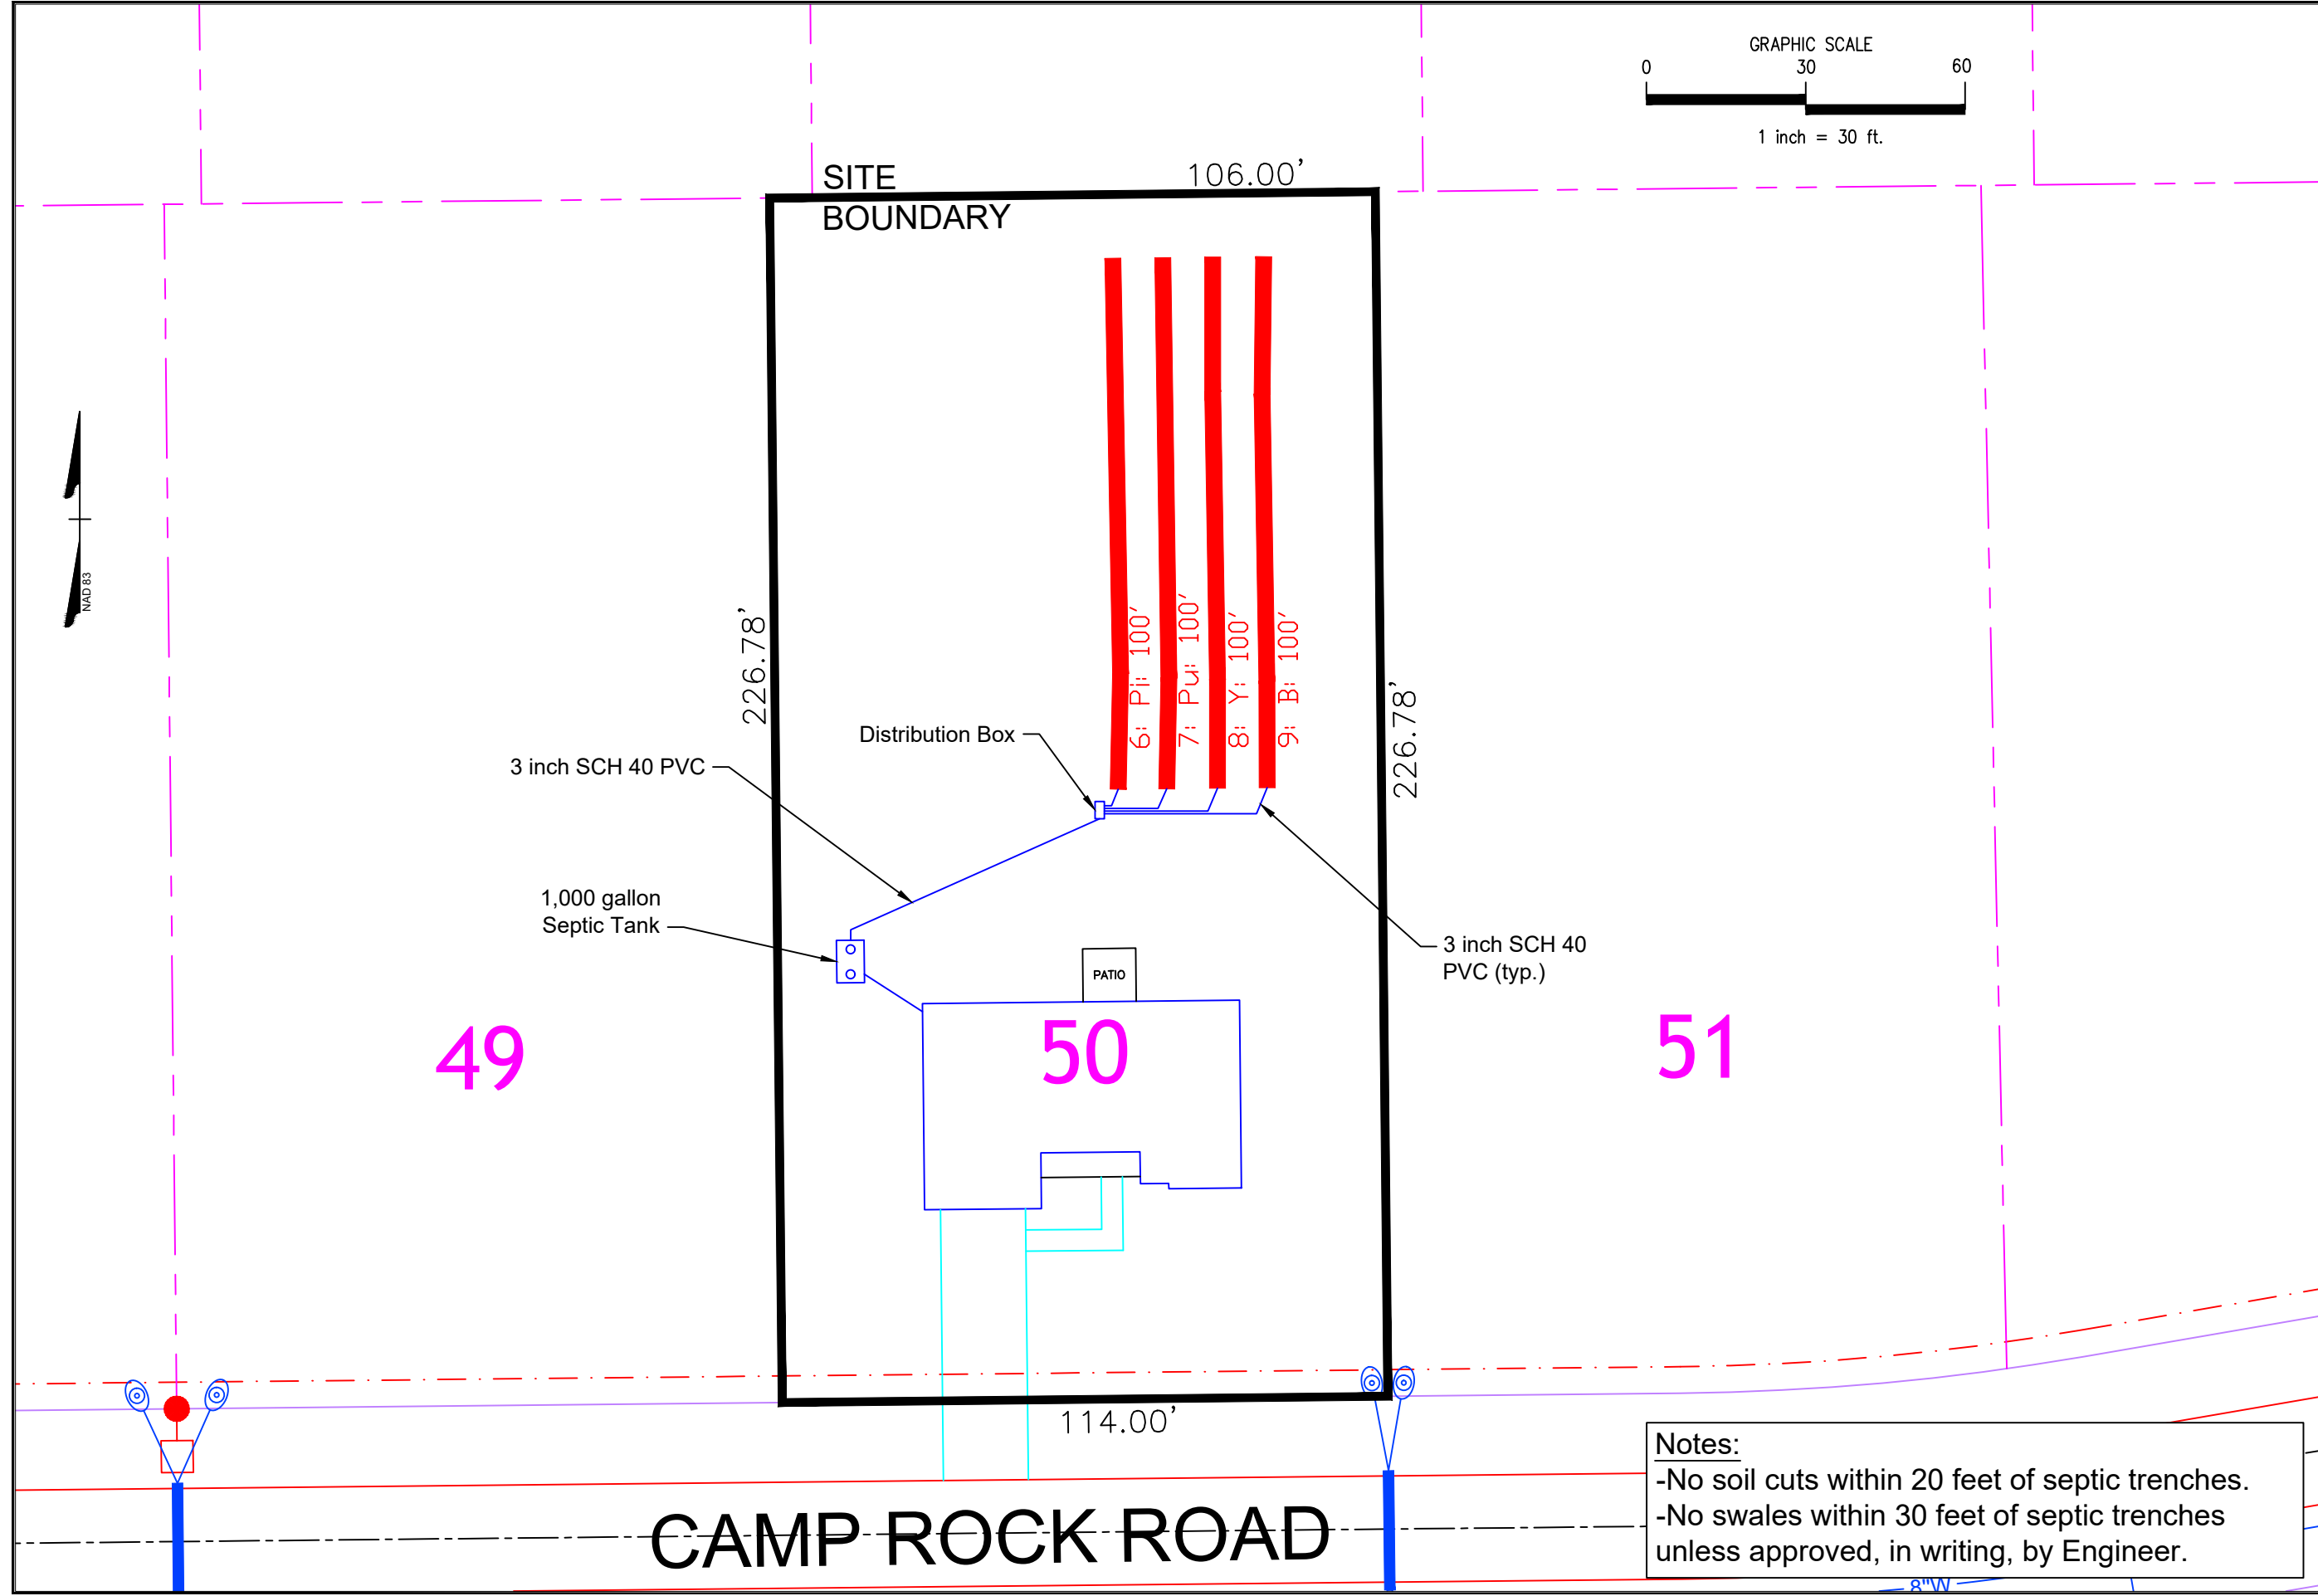 GRAPHIC SCALE
0 30 60
1 inch = 30 ft.
SITE
BOUNDARY
106.00'
NAD 83
226.78'
6: Pi: 100'
7: Pu: 100'
8: Y: 100'
9: B: 100'
226.78'
Distribution Box
3 inch SCH 40 PVC
1,000 gallon
Septic Tank
3 inch SCH 40
PVC (typ.)
PATIO
49
50
51
114.00'
CAMP ROCK ROAD
Notes:
-No soil cuts within 20 feet of septic trenches.
-No swales within 30 feet of septic trenches
unless approved, in writing, by Engineer.
8"W